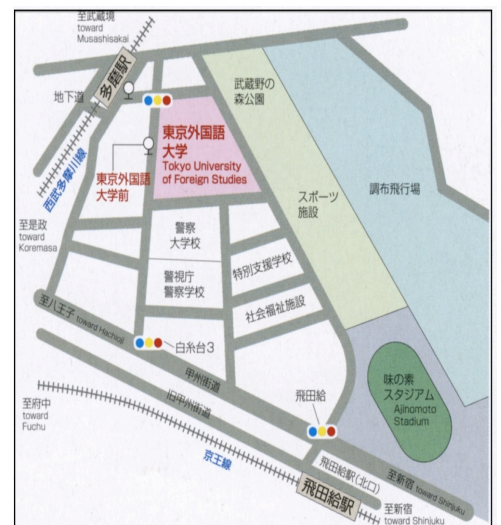 至武蔵境
toward
Musashisakai
多磨駅
地下道
西武多摩川線
東京外国語
大学
Tokyo University
of Foreign Studies
東京外国語
大学前
武蔵野の
森公園
スポーツ
施設
調布飛行場
至是政
toward
Koremasa
警察
大学校
警視庁
警察学校
特別支援学校
社会福祉施設
至八王子 toward Hachioji
白糸台3
甲州街道
旧甲州街道
飛田給
味の素
スタジアム
Ajinomoto
Stadium
至府中
toward
Fuchu
京王線
飛田給駅(北口)
飛田給駅
至新宿 toward Shinjuku
至新宿
toward Shinjuku